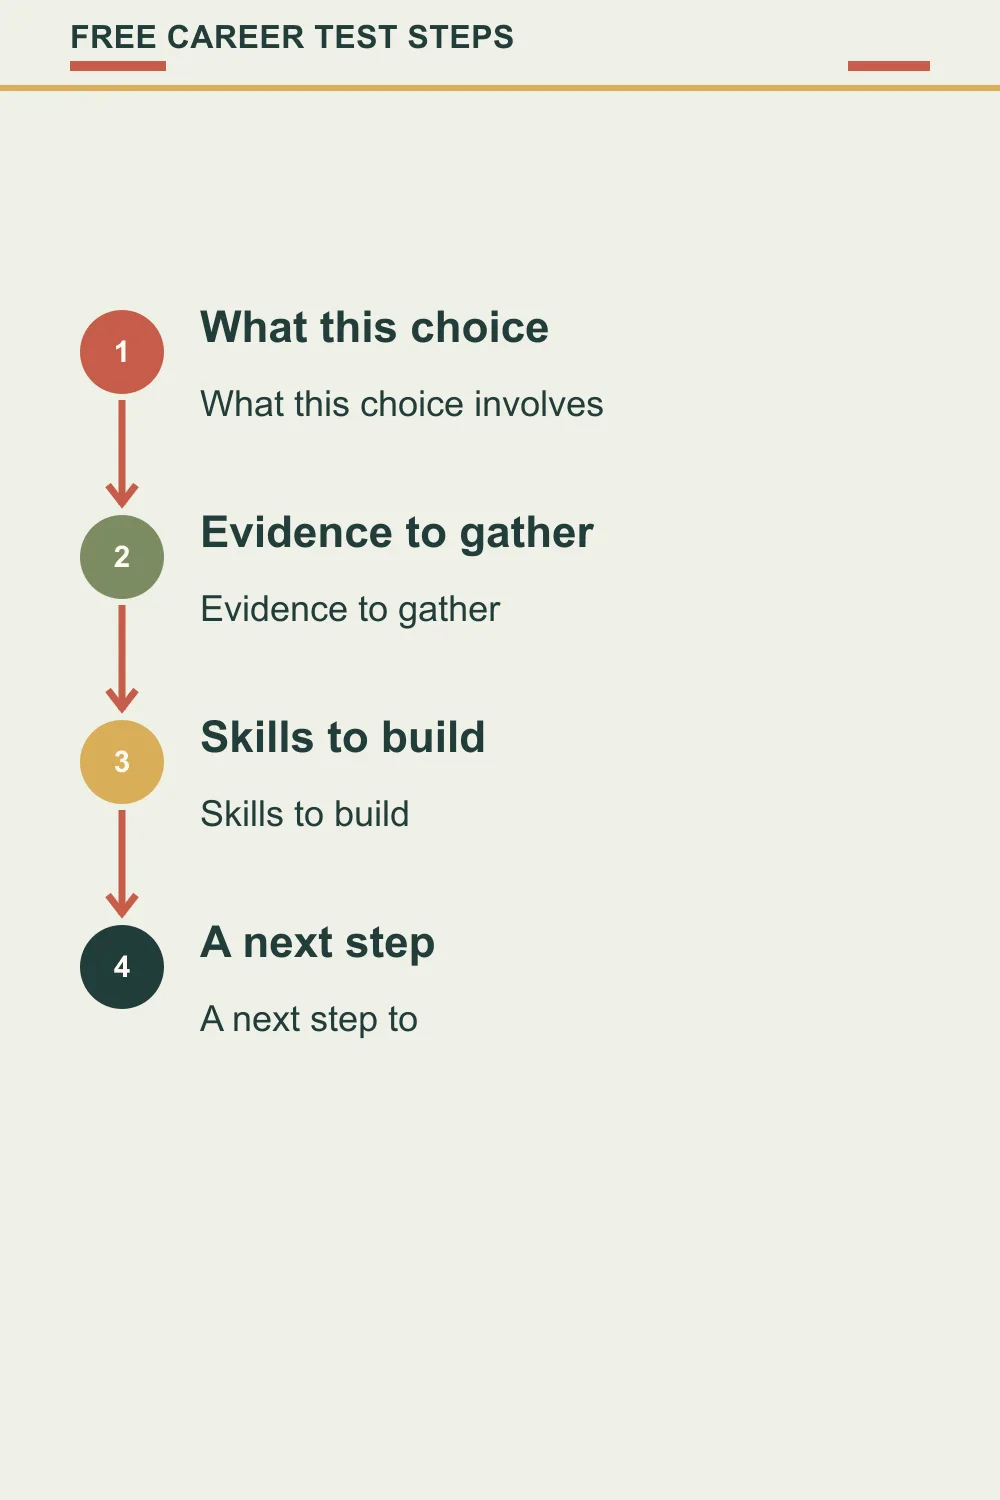 FREE CAREER TEST STEPS
1
What this choice
What this choice involves
2
Evidence to gather
Evidence to gather
3
Skills to build
Skills to build
4
A next step
A next step to